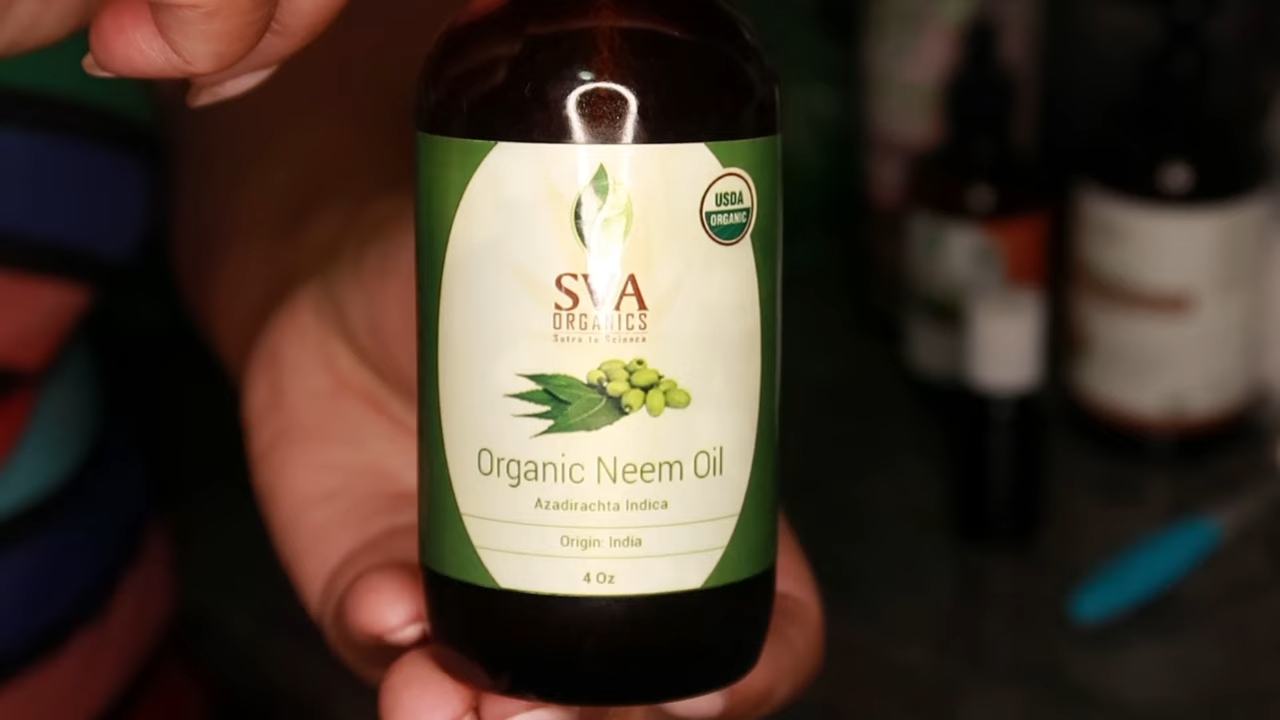 USDA
ORGANIC
SVA
ORGANICS
Sutra to Science
Organic Neem Oil
Azadirachta Indica
Origin: India
4 Oz